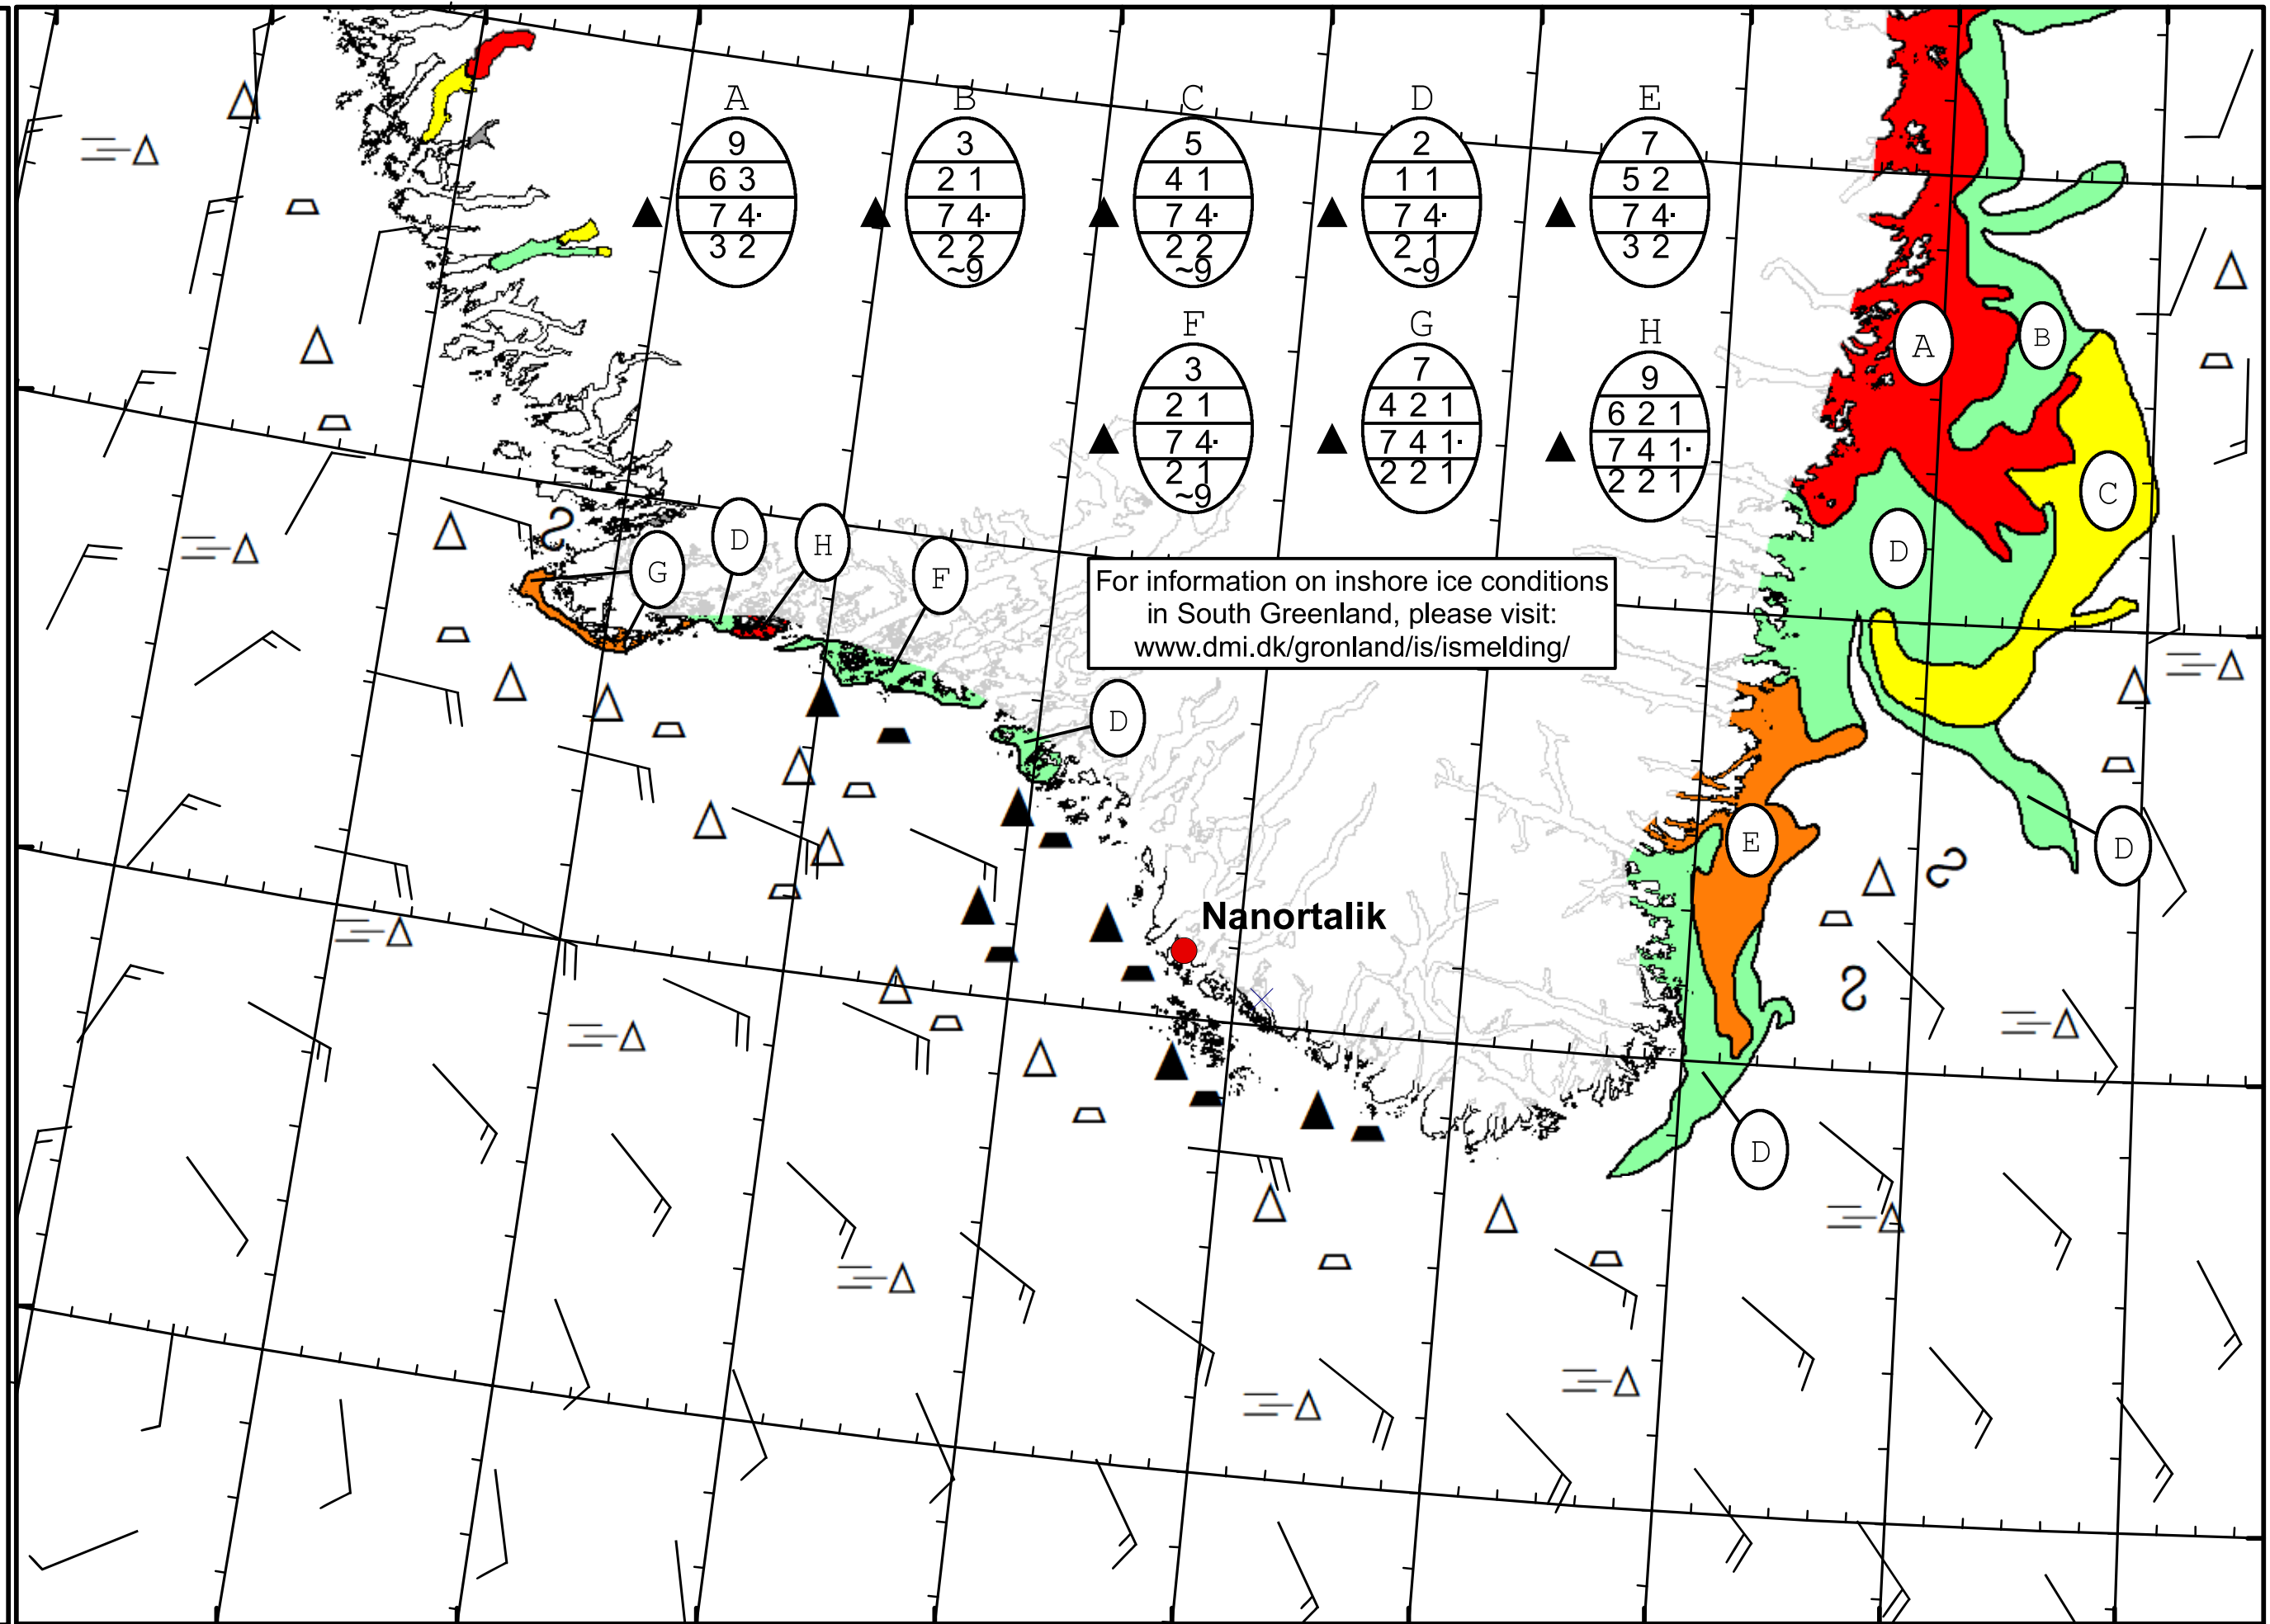 A B C D E
9 3 5 2 7
6 3 2 1 4 1 1 1 5 2
7 4· 7 4· 7 4· 7 4· 7 4·
3 2 2 2 2 2 2 1 3 2
~9 ~9 ~9
F G H
3 7 9
2 1 4 2 1 6 2 1
7 4· 7 4 1· 7 4 1·
2 1 2 2 1 2 2 1
~9
A
B
C
D
D
H
G
F
For information on inshore ice conditions
in South Greenland, please visit:
www.dmi.dk/gronland/is/ismelding/
D
E
D
Nanortalik
D